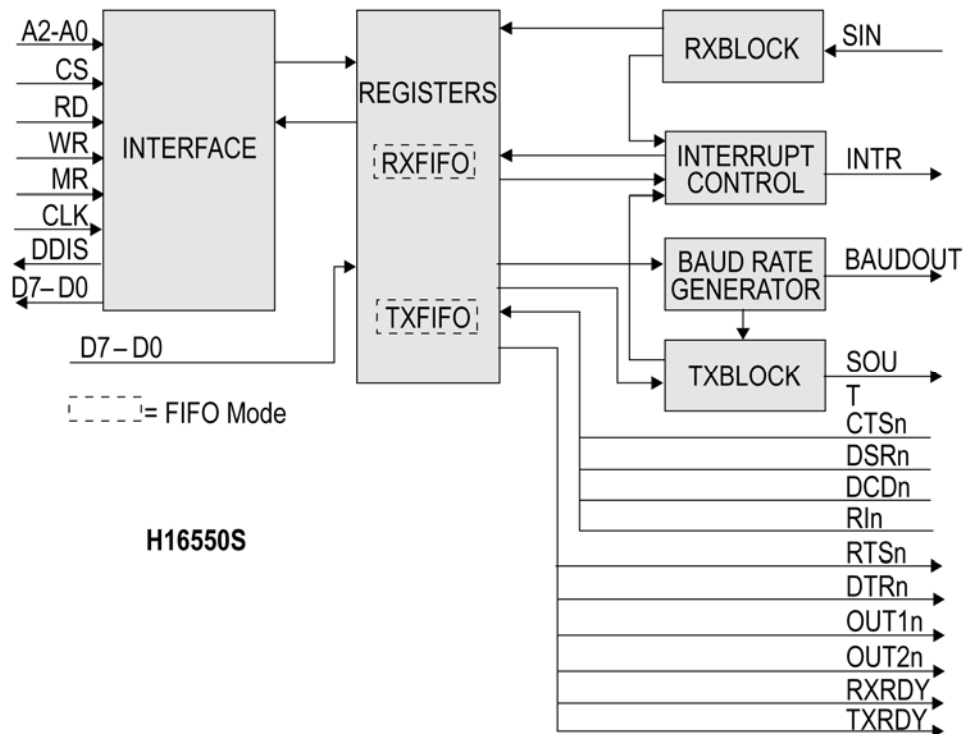 A2-A0
CS
RD
WR
MR
CLK
DDIS
D7–D0
INTERFACE
D7–D0
= FIFO Mode
H16550S
REGISTERS
RXFIFO
TXFIFO
RXBLOCK
SIN
INTERRUPT
CONTROL
INTR
BAUD RATE
GENERATOR
BAUDOUT
TXBLOCK
SOU
T
CTSn
DSRn
DCDn
RIn
RTSn
DTRn
OUT1n
OUT2n
RXRDY
TXRDY